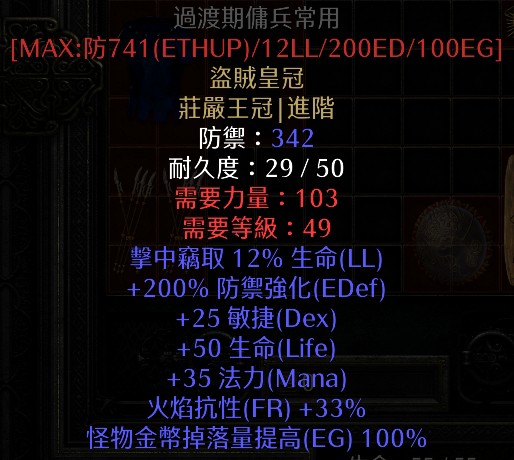 過渡期傭兵常用
[MAX:防741(ETHUP)/12LL/200ED/100EG]
盜賊皇冠
莊嚴王冠|進階
防禦：342
耐久度：29 / 50
需要力量：103
需要等級：49
擊中竊取 12% 生命(LL)
+200% 防禦強化(EDef)
+25 敏捷(Dex)
+50 生命(Life)
+35 法力(Mana)
火焰抗性(FR) +33%
怪物金幣掉落量提高(EG) 100%